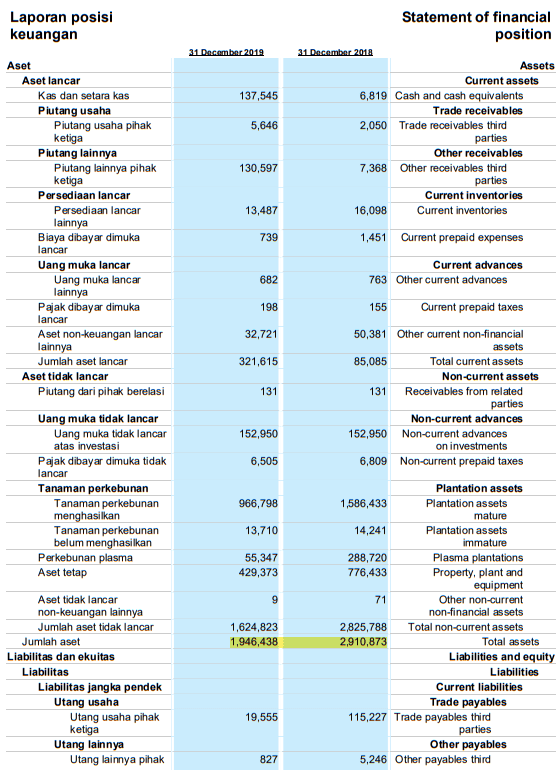 Laporan posisi Statement of financial
keuangan position
31 December 2019 31 December 2018
Aset Assets
Aset lancar Current assets
Kas dan setara kas 137,545 6,819 Cash and cash equivalents
Piutang usaha Trade receivables
Piutang usaha pihak 5,646 2,050 Trade receivables third
ketiga parties
Piutang lainnya Other receivables
Piutang lainnya pihak 130,597 7,368 Other receivables third
ketiga parties
Persediaan lancar Current inventories
Persediaan lancar 13,487 16,098 Current inventories
lainnya
Biaya dibayar dimuka 739 1,451 Current prepaid expenses
lancar
Uang muka lancar Current advances
Uang muka lancar 682 763 Other current advances
lainnya
Pajak dibayar dimuka 198 155 Current prepaid taxes
lancar
Aset non-keuangan lancar 32,721 50,381 Other current non-financial
lainnya assets
Jumlah aset lancar 321,615 85,085 Total current assets
Aset tidak lancar Non-current assets
Piutang dari pihak berelasi 131 131 Receivables from related
parties
Uang muka tidak lancar Non-current advances
Uang muka tidak lancar 152,950 152,950 Non-current advances
atas investasi on investments
Pajak dibayar dimuka tidak 6,505 6,809 Non-current prepaid taxes
lancar
Tanaman perkebunan Plantation assets
Tanaman perkebunan 966,798 1,586,433 Plantation assets
menghasilkan mature
Tanaman perkebunan 13,710 14,241 Plantation assets
belum menghasilkan immature
Perkebunan plasma 55,347 288,720 Plasma plantations
Aset tetap 429,373 776,433 Property, plant and
equipment
Aset tidak lancar 9 71 Other non-current
non-keuangan lainnya non-financial assets
Jumlah aset tidak lancar 1,624,823 2,825,788 Total non-current assets
Jumlah aset 1,946,438 2,910,873 Total assets
Liabilitas dan ekuitas Liabilities and equity
Liabilitas Liabilities
Liabilitas jangka pendek Current liabilities
Utang usaha Trade payables
Utang usaha pihak 19,555 115,227 Trade payables third
ketiga parties
Utang lainnya Other payables
Utang lainnya pihak 827 5,246 Other payables third